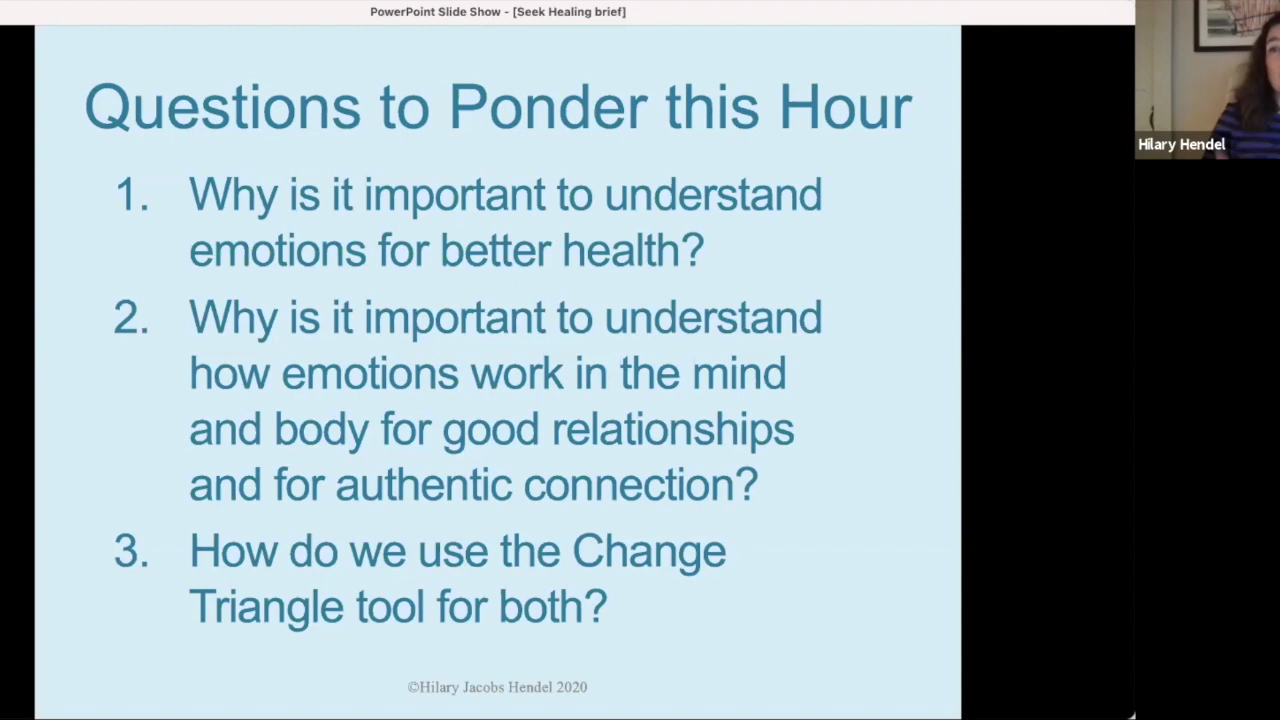 PowerPoint Slide Show - [Seek Healing brief]
Questions to Ponder this Hour
1. Why is it important to understand
emotions for better health?
2. Why is it important to understand
how emotions work in the mind
and body for good relationships
and for authentic connection?
3. How do we use the Change
Triangle tool for both?
©Hilary Jacobs Hendel 2020
Hilary Hendel